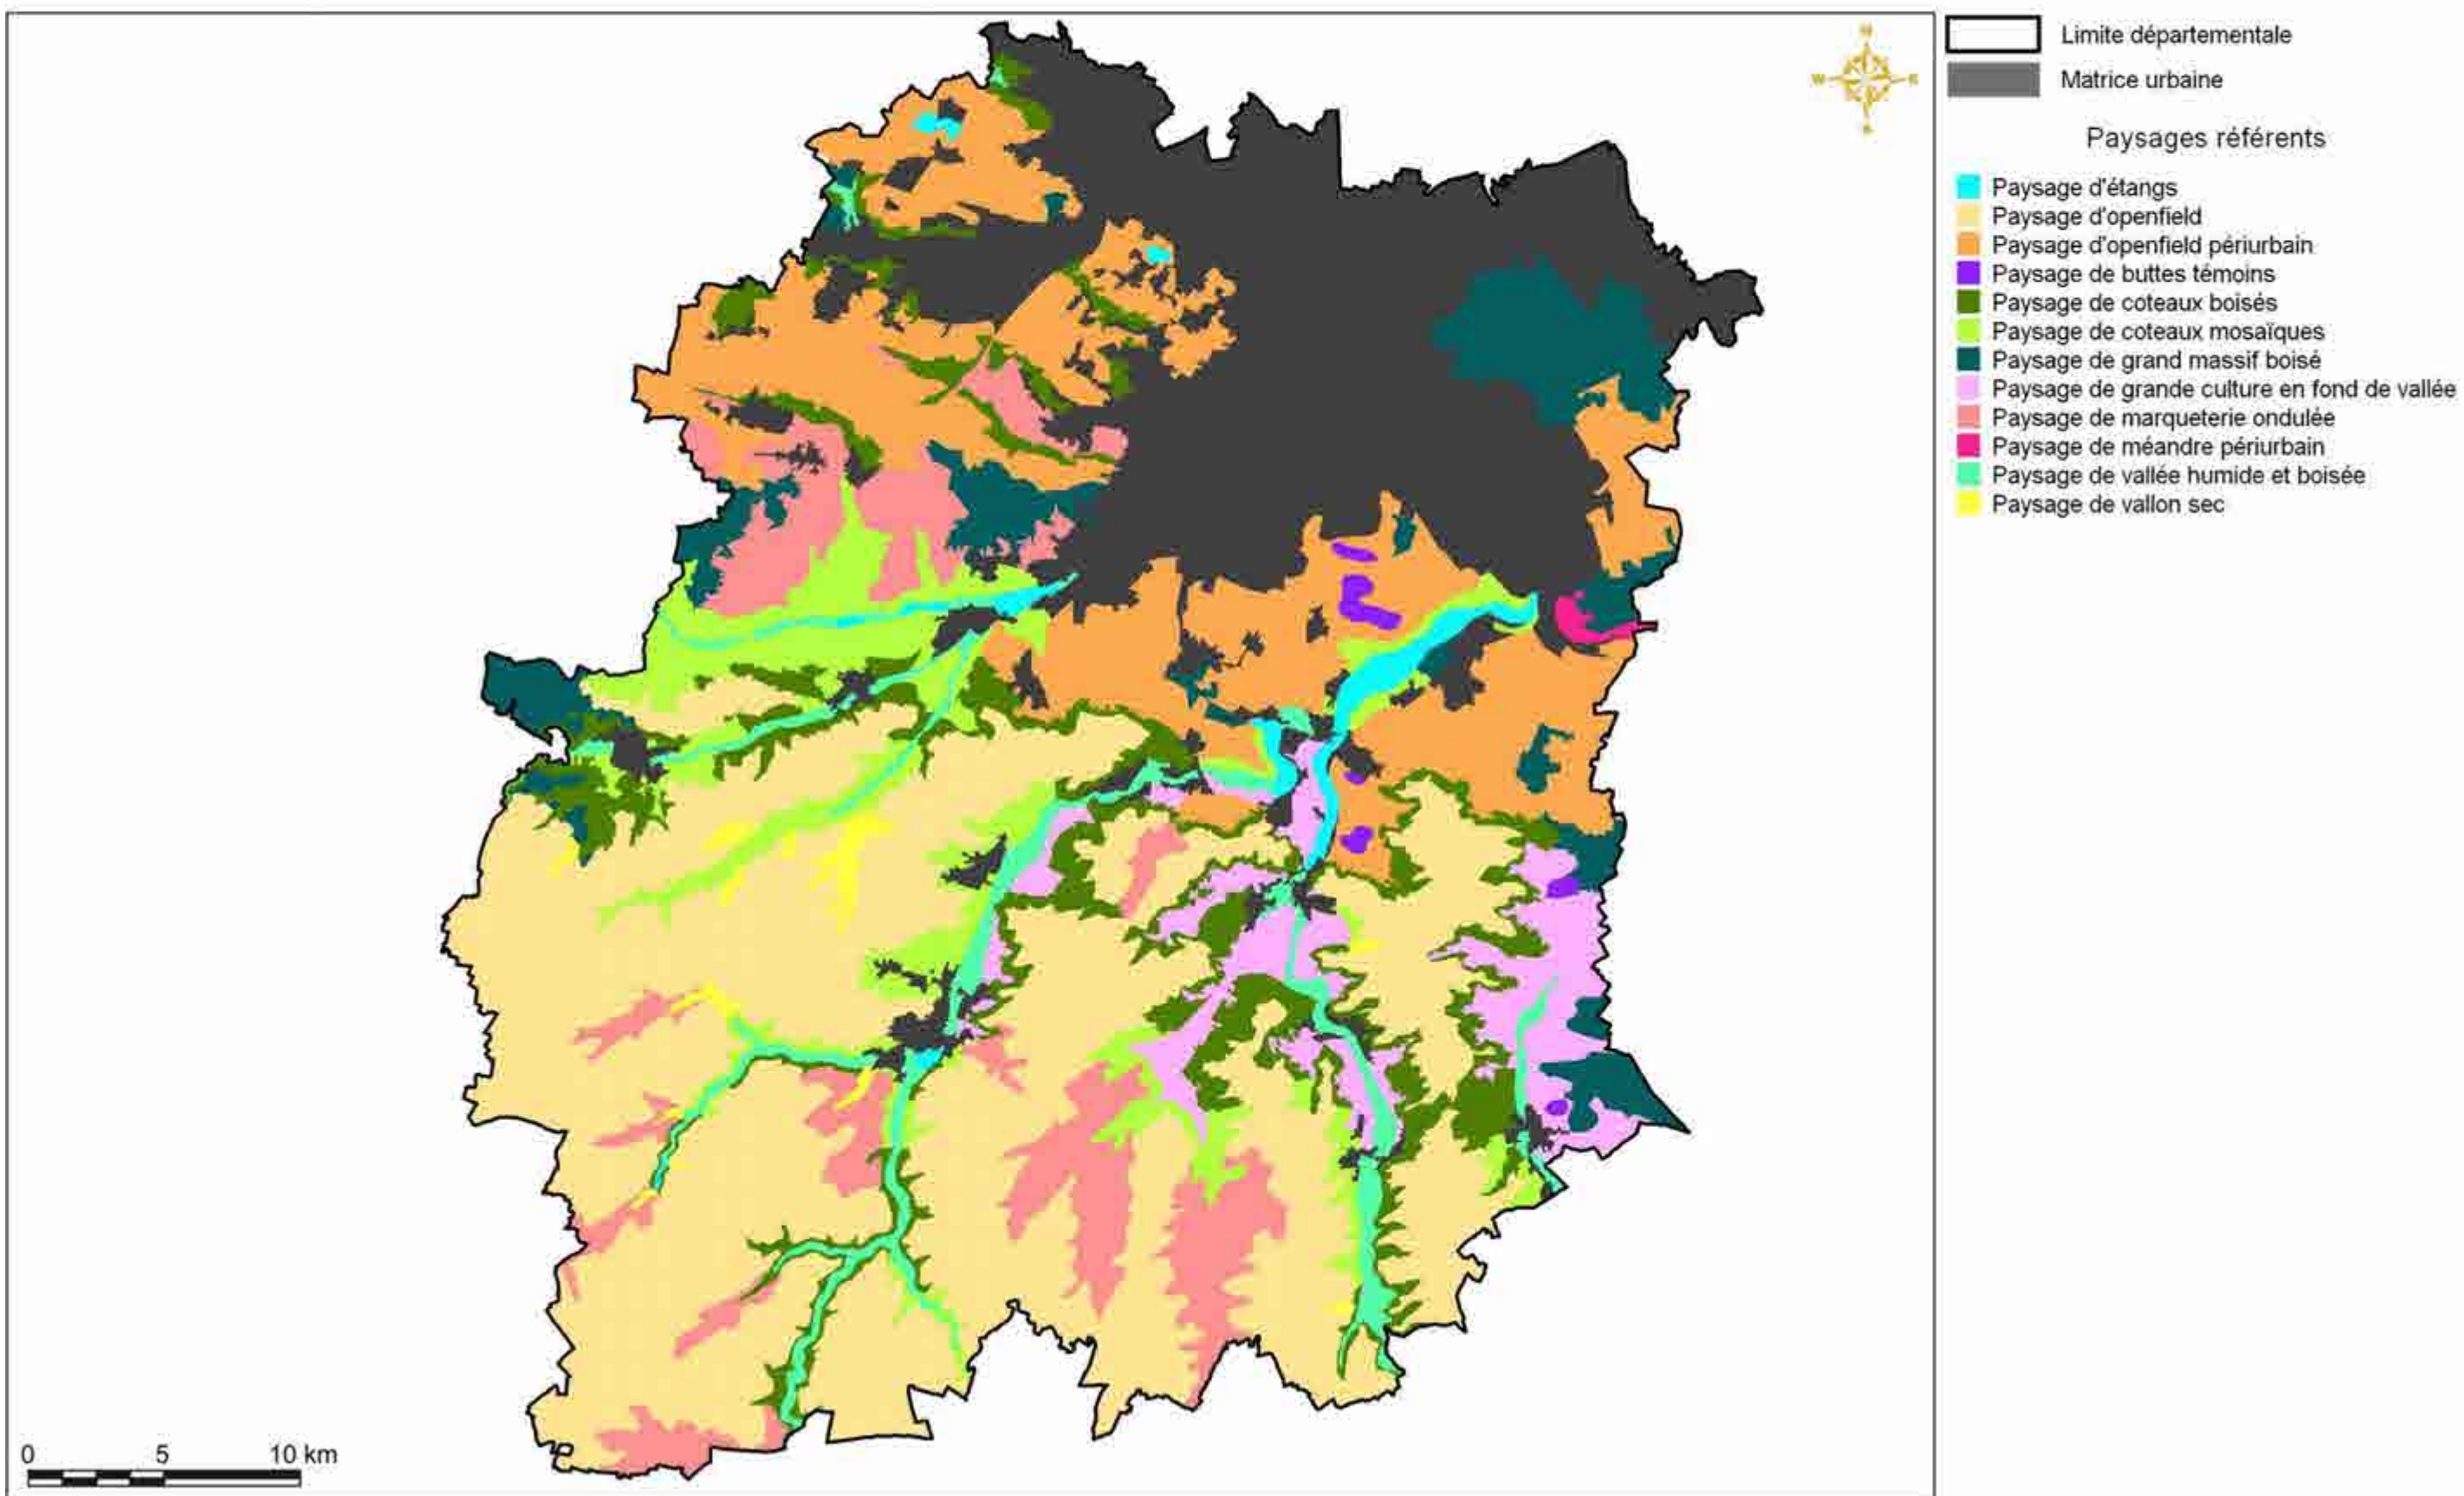 N
W
E
S
Limite départementale
Matrice urbaine
Paysages référents
Paysage d'étangs
Paysage d'openfield
Paysage d'openfield périurbain
Paysage de buttes témoins
Paysage de coteaux boisés
Paysage de coteaux mosaïques
Paysage de grand massif boisé
Paysage de grande culture en fond de vallée
Paysage de marqueterie ondulée
Paysage de méandre périurbain
Paysage de vallée humide et boisée
Paysage de vallon sec
0 5 10 km